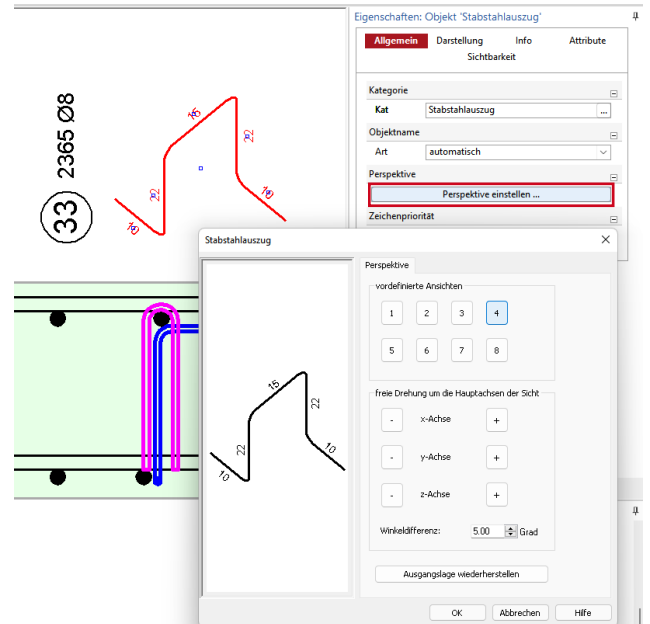 Eigenschaften: Objekt 'Stabstahlauszug'
Allgemein Darstellung Info Attribute
Sichtbarkeit
Kategorie
Kat Stabstahlauszug ...
Objektname
Art automatisch
Perspektive
Perspektive einstellen ...
Zeichenpriorität
33 2365 Ø8
10
22
15
22
10
Stabstahlauszug
Perspektive
vordefinierte Ansichten
1 2 3 4
5 6 7 8
freie Drehung um die Hauptachsen der Sicht
- x-Achse +
- y-Achse +
- z-Achse +
Winkeldifferenz: 5.00 Grad
Ausgangslage wiederherstellen
OK Abbrechen Hilfe
10
22
15
22
10